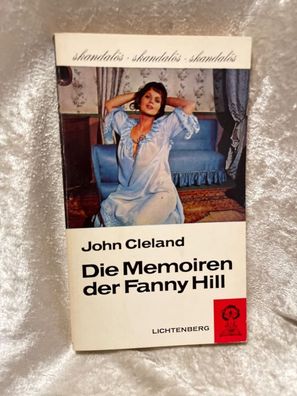 skandalös · skandalös · skandalös
John Cleland
Die Memoiren
der Fanny Hill
LICHTENBERG